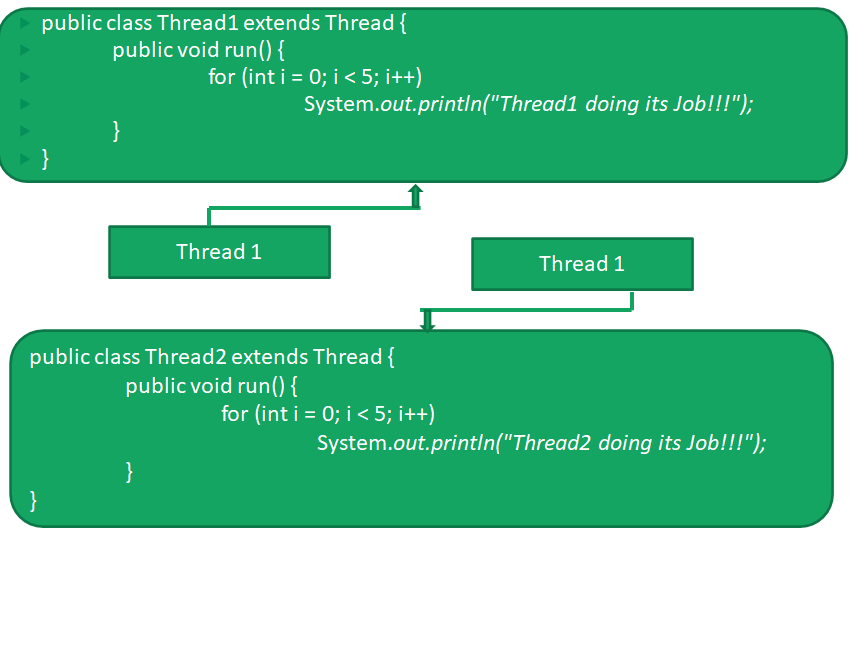 public class Thread1 extends Thread {
public void run() {
for (int i = 0; i < 5; i++)
System.out.println("Thread1 doing its Job!!!");
}
}
Thread 1
Thread 1
public class Thread2 extends Thread {
public void run() {
for (int i = 0; i < 5; i++)
System.out.println("Thread2 doing its Job!!!");
}
}